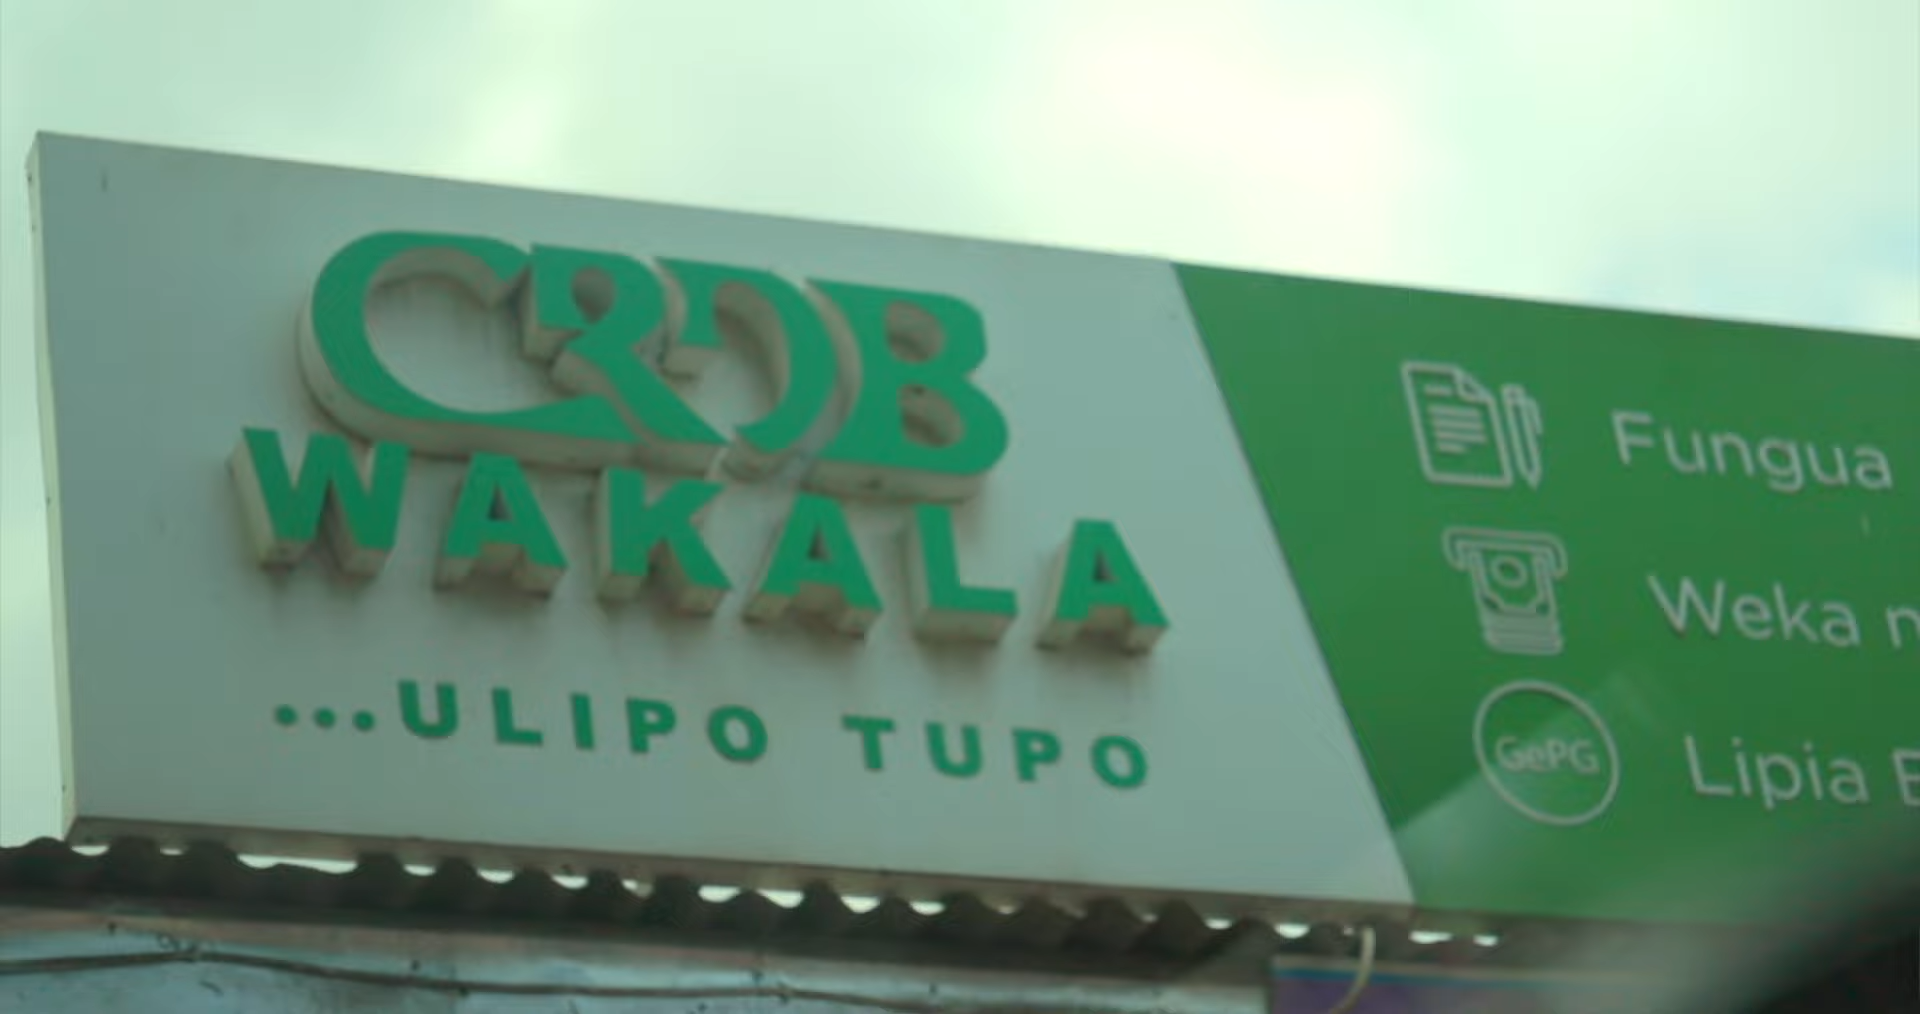 CRDB
WAKALA
...ULIPO TUPO
Fungua
Weka
GePG
Lipia